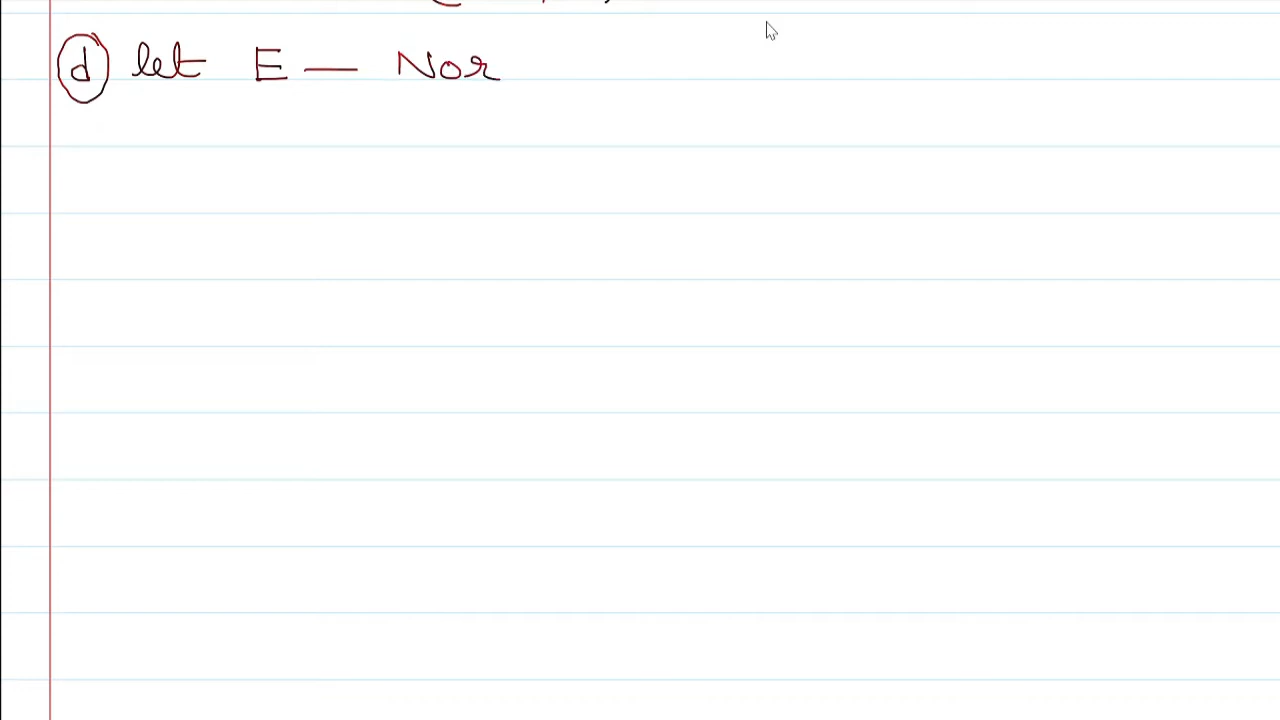 (d) let E — Nor